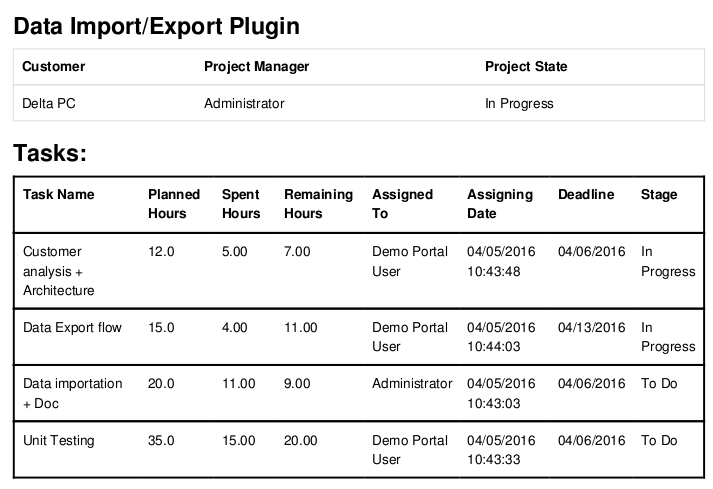 Data Import/Export Plugin
Customer Project Manager Project State
Delta PC Administrator In Progress
Tasks:
Task Name Planned Spent Remaining Assigned Assigning Deadline Stage
Hours Hours Hours To Date
Customer 12.0 5.00 7.00 Demo Portal 04/05/2016 04/06/2016 In
analysis + User 10:43:48 Progress
Architecture
Data Export flow 15.0 4.00 11.00 Demo Portal 04/05/2016 04/13/2016 In
User 10:44:03 Progress
Data importation 20.0 11.00 9.00 Administrator 04/05/2016 04/06/2016 To Do
+ Doc 10:43:03
Unit Testing 35.0 15.00 20.00 Demo Portal 04/05/2016 04/06/2016 To Do
User 10:43:33